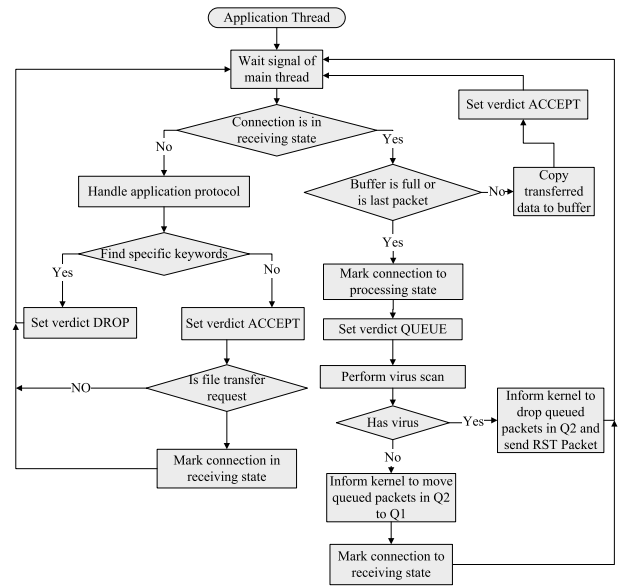 Application Thread
Wait signal of
main thread
Set verdict ACCEPT
Connection is in
receiving state
No
Yes
Handle application protocol
Buffer is full or
is last packet
No
Copy
transferred
data to buffer
Find specific keywords
Yes
No
Yes
Mark connection to
processing state
Set verdict DROP
Set verdict ACCEPT
Set verdict QUEUE
Is file transfer
request
NO
Perform virus scan
Has virus
Yes
Inform kernel to
drop queued
packets in Q2 and
send RST Packet
No
Mark connection in
receiving state
Inform kernel to move
queued packets in Q2
to Q1
Mark connection to
receiving state